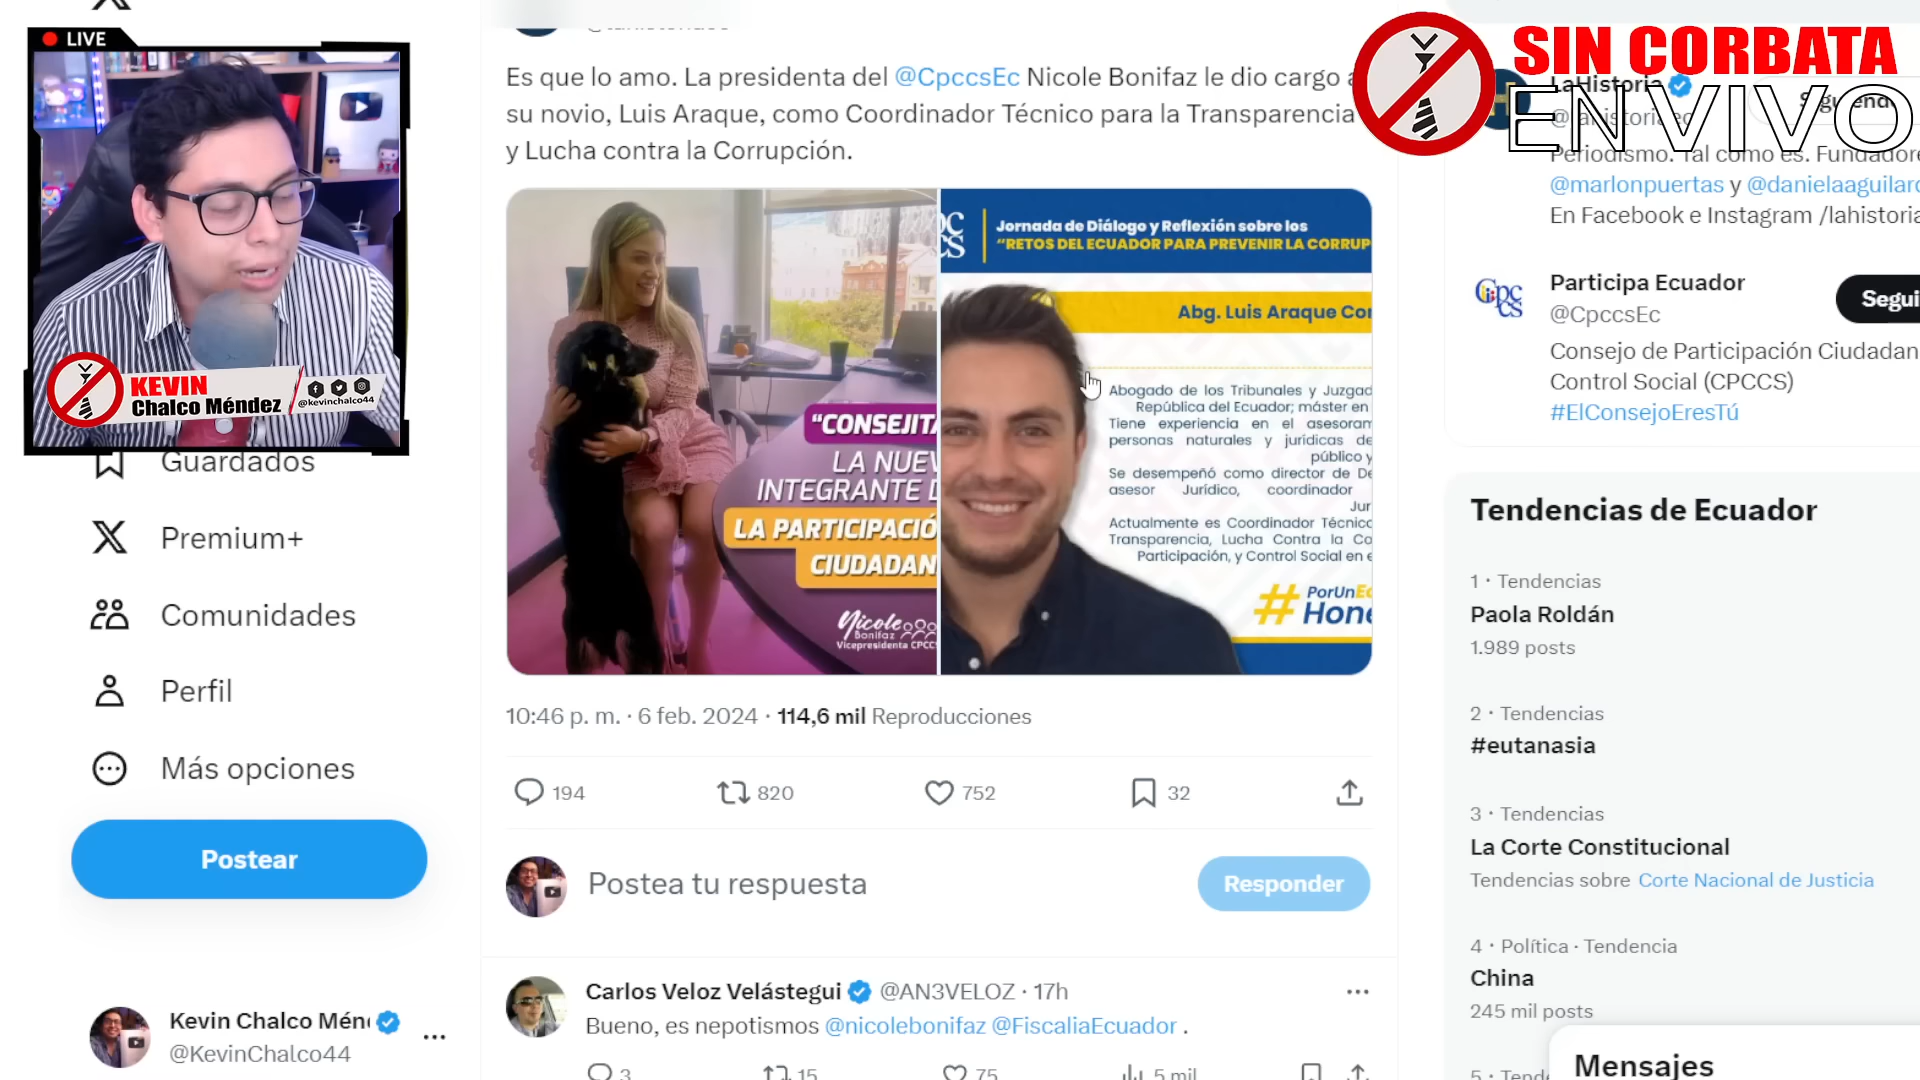 LIVE
KEVIN
Chalco Méndez
@kevinchalco44
SIN CORBATA
EN VIVO
Guardados
Premium+
Comunidades
Perfil
Más opciones
Postear
Kevin Chalco
@KevinChalco44
Es que lo amo. La presidenta del @CpccsEc Nicole Bonifaz le dio cargo a
su novio, Luis Araque, como Coordinador Técnico para la Transparencia
y Lucha contra la Corrupción.
"CONSEJITA
LA
INTEGRANTE
LA PARTICIPACIÓ
CIUDADAN
Nicole
Bonifaz
Vicepresidenta CPCC
Jornada de Diálogo y Reflexión sobre los
"RETOS DEL ECUADOR PARA PREVENIR LA CORRUP
Abg. Luis Araque
Abogado de los Tribunales y Juzgad
República del Ecuador; máster en
Tiene experiencia en el asesoram
personas naturales y jurídicas de
público y
Se desempeñó como director de De
asesor Jurídico, coordinador
Jur
Actualmente es Coordinador Técnico
Transparencia, Lucha Contra la Co
Participación, y Control Social en e
#PorUnEc
Hone
10:46 p. m. · 6 feb. 2024 · 114,6 mil Reproducciones
194
820
752
32
Postea tu respuesta
Responder
Carlos Veloz Velástegui @AN3VELOZ · 17h
Bueno, es nepotismos @nicolebonifaz @FiscaliaEcuador .
3
15
75
5 mil
LaHistoria
@lahistoriaec
Periodismo. Tal como es. Fundadore
@marlonpuertas y @danielaaguilar
En Facebook e Instagram /lahistoria
Participa Ecuador
@CpccsEc
Segui
Consejo de Participación Ciudadan
Control Social (CPCCS)
#ElConsejoEresTú
Tendencias de Ecuador
1 · Tendencias
Paola Roldán
1.989 posts
2 · Tendencias
#eutanasia
3 · Tendencias
La Corte Constitucional
Tendencias sobre Corte Nacional de Justicia
4 · Política · Tendencia
China
245 mil posts
Mensajes